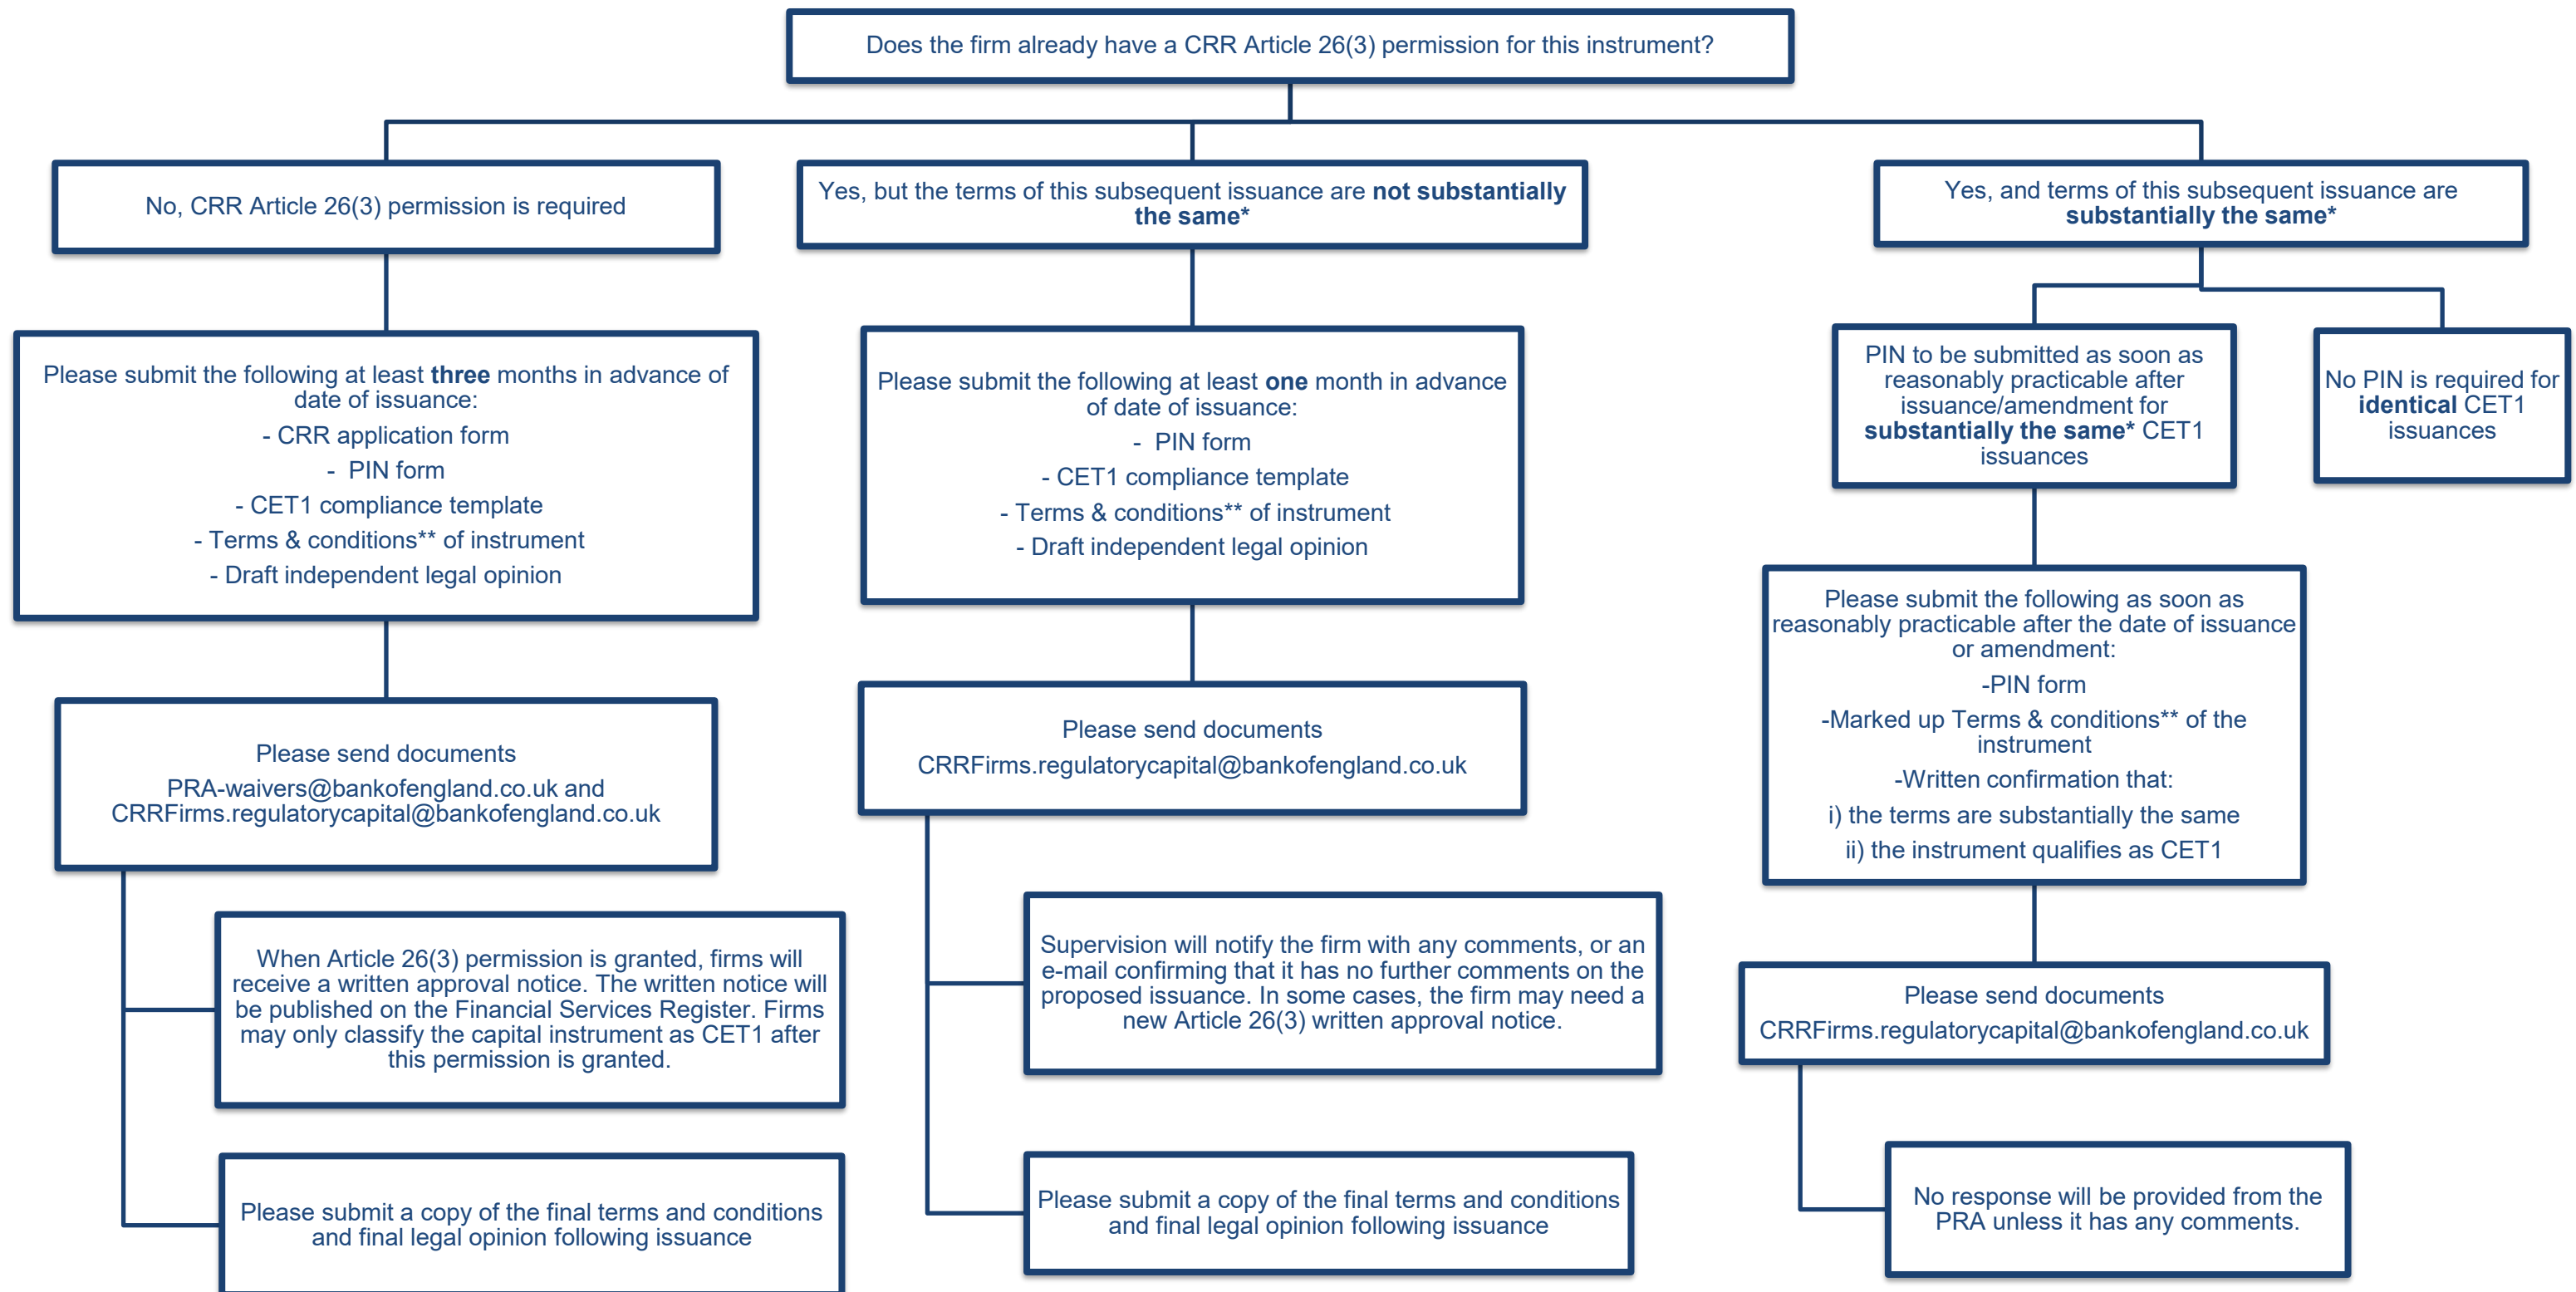 Does the firm already have a CRR Article 26(3) permission for this instrument?
No, CRR Article 26(3) permission is required
Please submit the following at least three months in advance of
date of issuance:
- CRR application form
- PIN form
- CET1 compliance template
- Terms & conditions** of instrument
- Draft independent legal opinion
Please send documents
PRA-waivers@bankofengland.co.uk and
CRRFirms.regulatorycapital@bankofengland.co.uk
When Article 26(3) permission is granted, firms will
receive a written approval notice. The written notice will
be published on the Financial Services Register. Firms
may only classify the capital instrument as CET1 after
this permission is granted.
Please submit a copy of the final terms and conditions
and final legal opinion following issuance
Yes, but the terms of this subsequent issuance are not substantially
the same*
Please submit the following at least one month in advance
of date of issuance:
- PIN form
- CET1 compliance template
- Terms & conditions** of instrument
- Draft independent legal opinion
Please send documents
CRRFirms.regulatorycapital@bankofengland.co.uk
Supervision will notify the firm with any comments, or an
e-mail confirming that it has no further comments on the
proposed issuance. In some cases, the firm may need a
new Article 26(3) written approval notice.
Please submit a copy of the final terms and conditions
and final legal opinion following issuance
Yes, and terms of this subsequent issuance are
substantially the same*
PIN to be submitted as soon as
reasonably practicable after
issuance/amendment for
substantially the same* CET1
issuances
No PIN is required for
identical CET1
issuances
Please submit the following as soon as
reasonably practicable after the date of issuance
or amendment:
-PIN form
-Marked up Terms & conditions** of the
instrument
-Written confirmation that:
i) the terms are substantially the same
ii) the instrument qualifies as CET1
Please send documents
CRRFirms.regulatorycapital@bankofengland.co.uk
No response will be provided from the
PRA unless it has any comments.